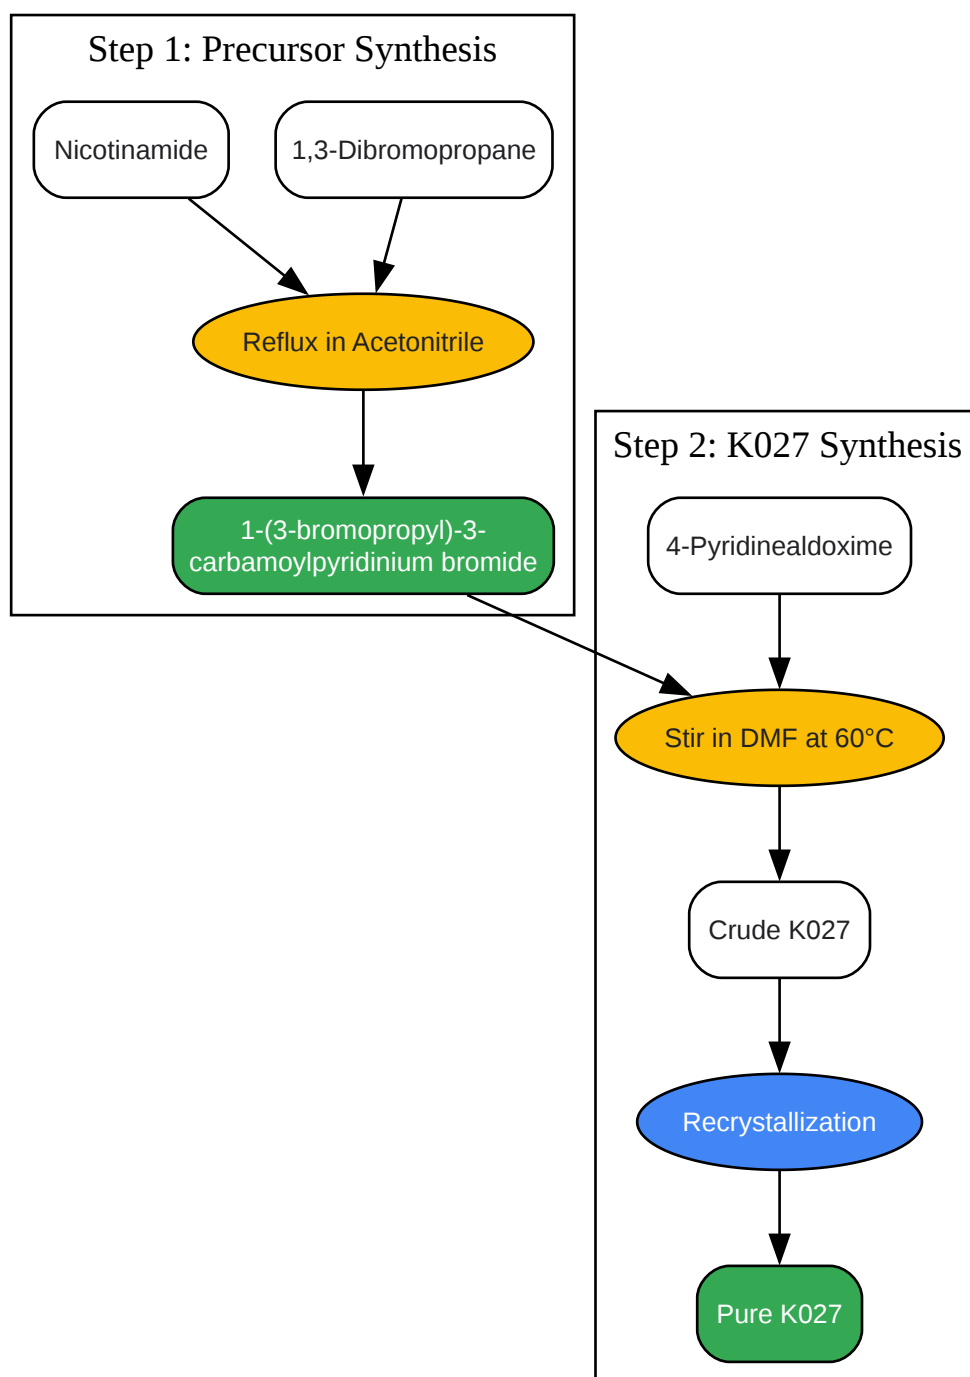 Step 1: Precursor Synthesis
Nicotinamide
1,3-Dibromopropane
Reflux in Acetonitrile
1-(3-bromopropyl)-3-
carbamoylpyridinium bromide
Step 2: K027 Synthesis
4-Pyridinealdoxime
Stir in DMF at 60°C
Crude K027
Recrystallization
Pure K027